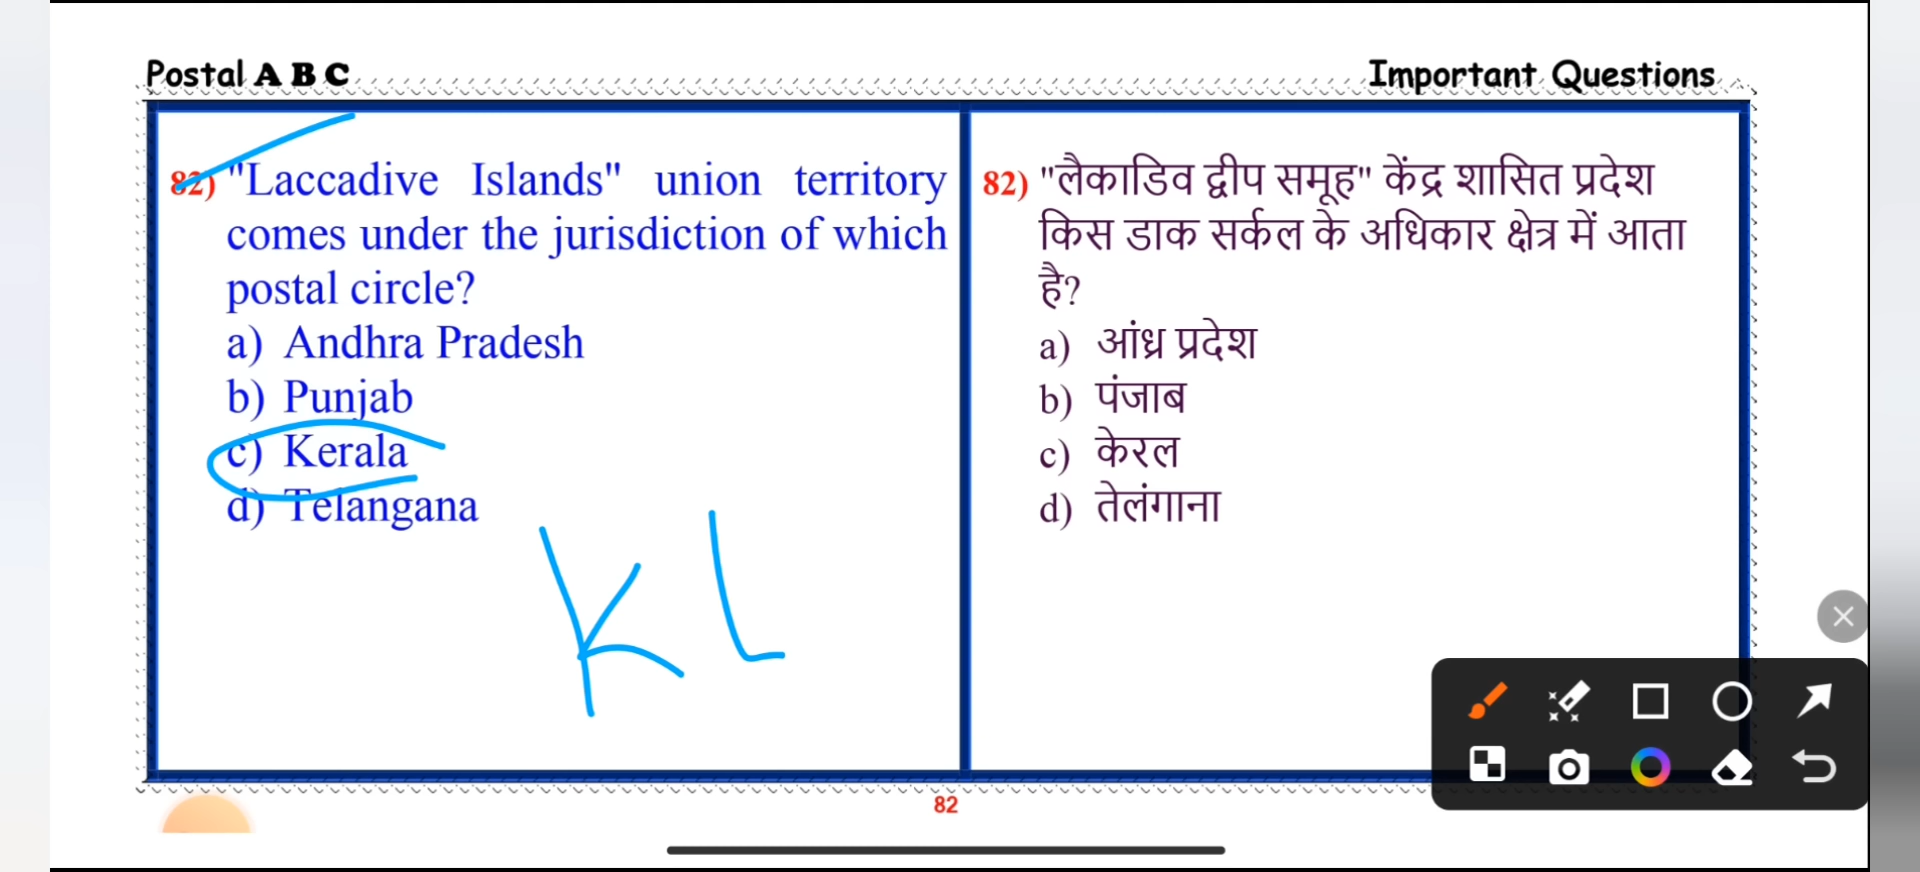 Postal A B C
Important Questions
82) "Laccadive Islands" union territory
comes under the jurisdiction of which
postal circle?
a) Andhra Pradesh
b) Punjab
c) Kerala
d) Telangana
KL
82) "लैकाडिव द्वीप समूह" केंद्र शासित प्रदेश
किस डाक सर्कल के अधिकार क्षेत्र में आता
है?
a) आंध्र प्रदेश
b) पंजाब
c) केरल
d) तेलंगाना
82